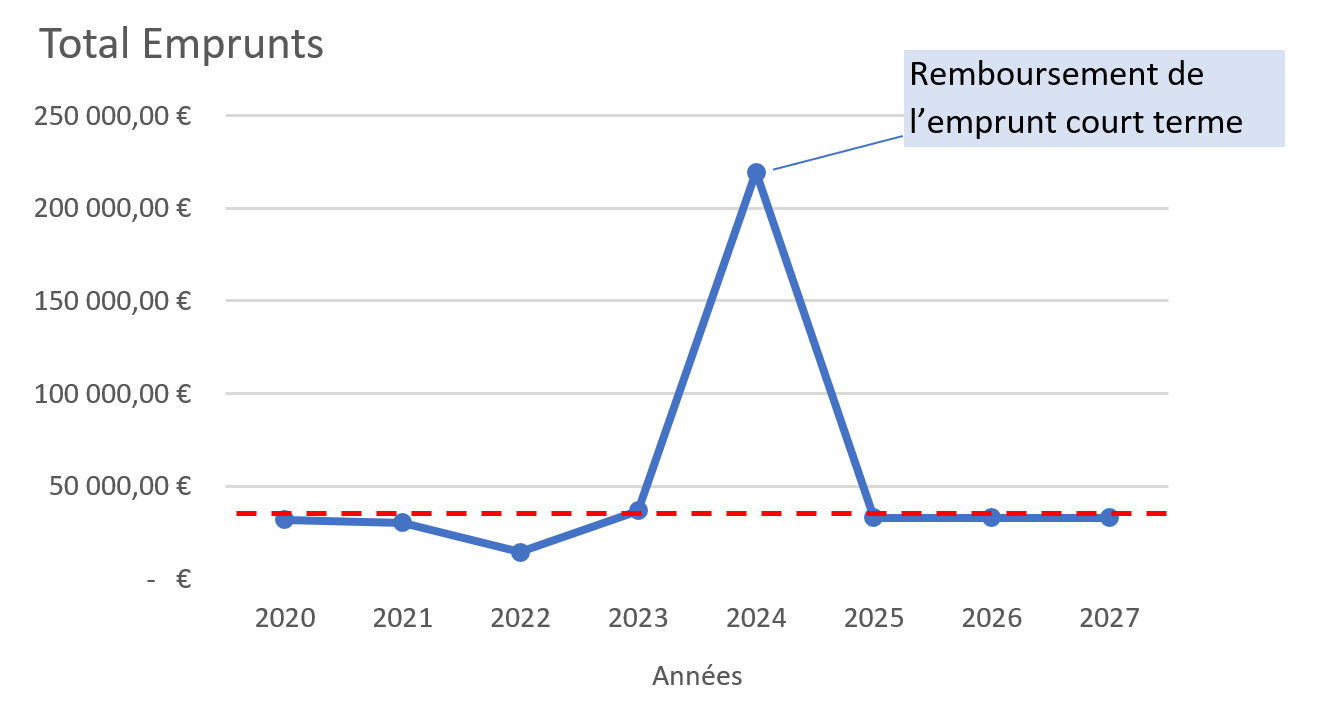 Total Emprunts
Remboursement de
l’emprunt court terme
250 000,00 €
200 000,00 €
150 000,00 €
100 000,00 €
50 000,00 €
- €
2020 2021 2022 2023 2024 2025 2026 2027
Années